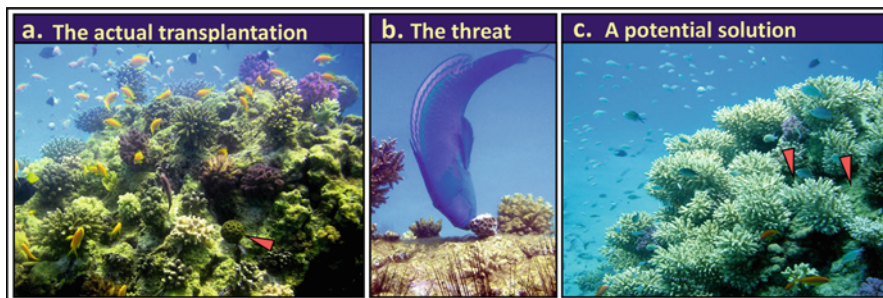 a. The actual transplantation
b. The threat
c. A potential solution